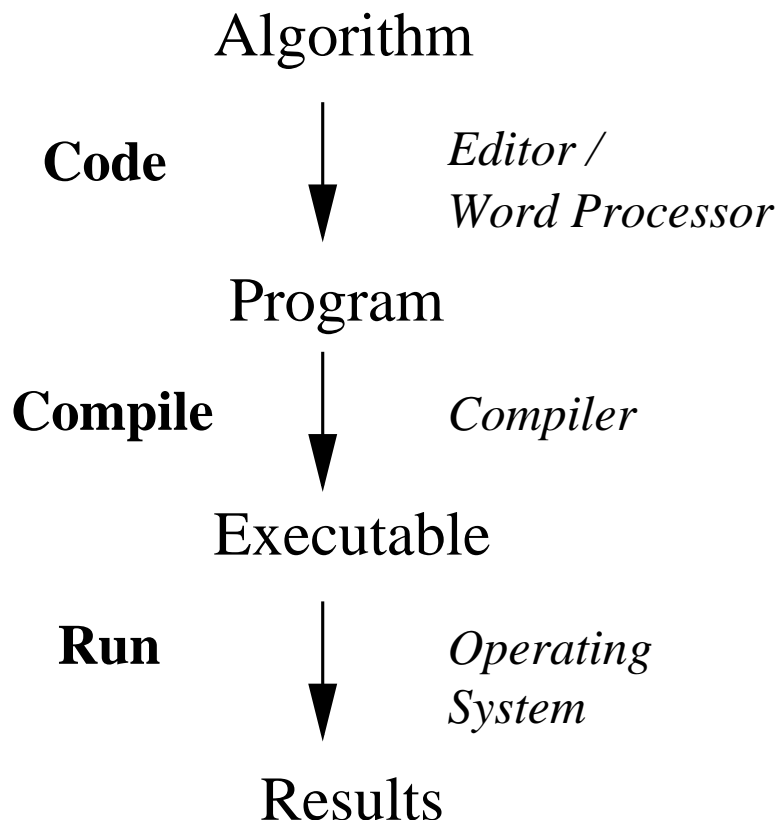 Algorithm
Code
Editor /
Word Processor
Program
Compile
Compiler
Executable
Run
Operating
System
Results